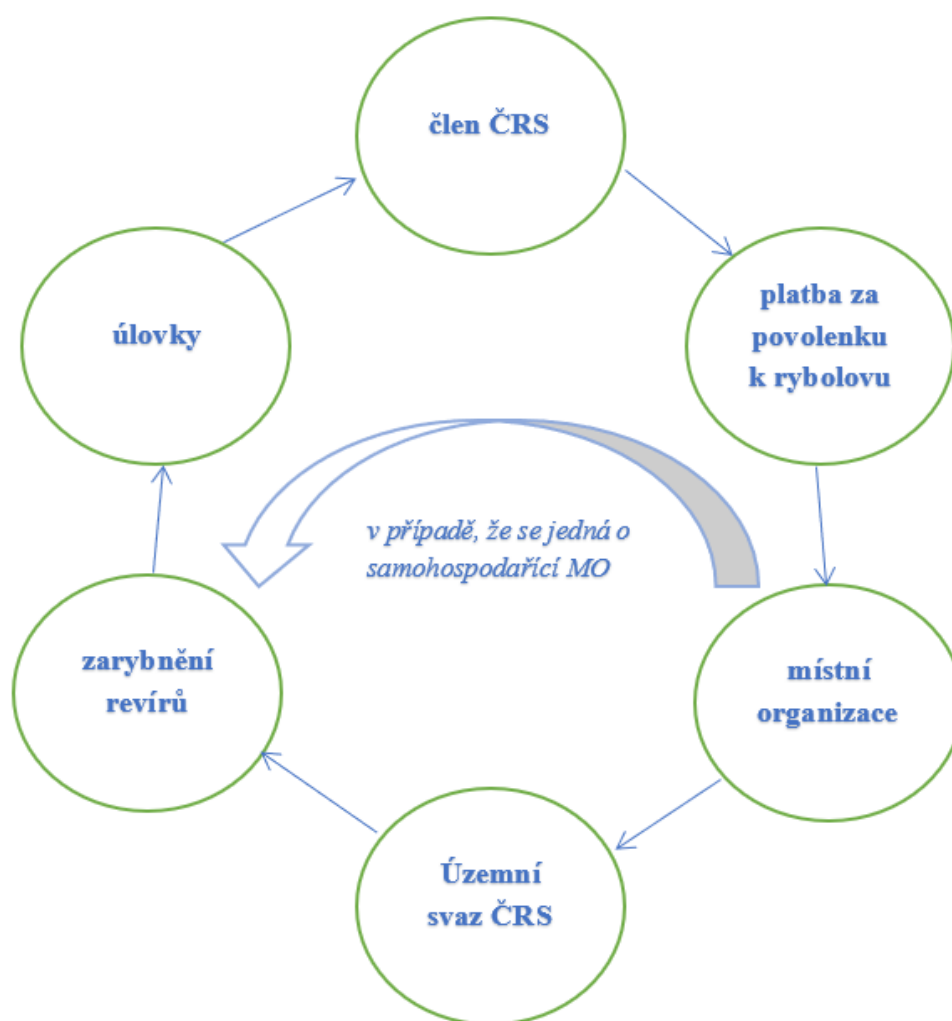 člen ČRS
platba za
povolenku
k rybolovu
úlovky
v případě, že se jedná o
samohospodařící MO
zarybnění
revírů
místní
organizace
Územní
svaz ČRS